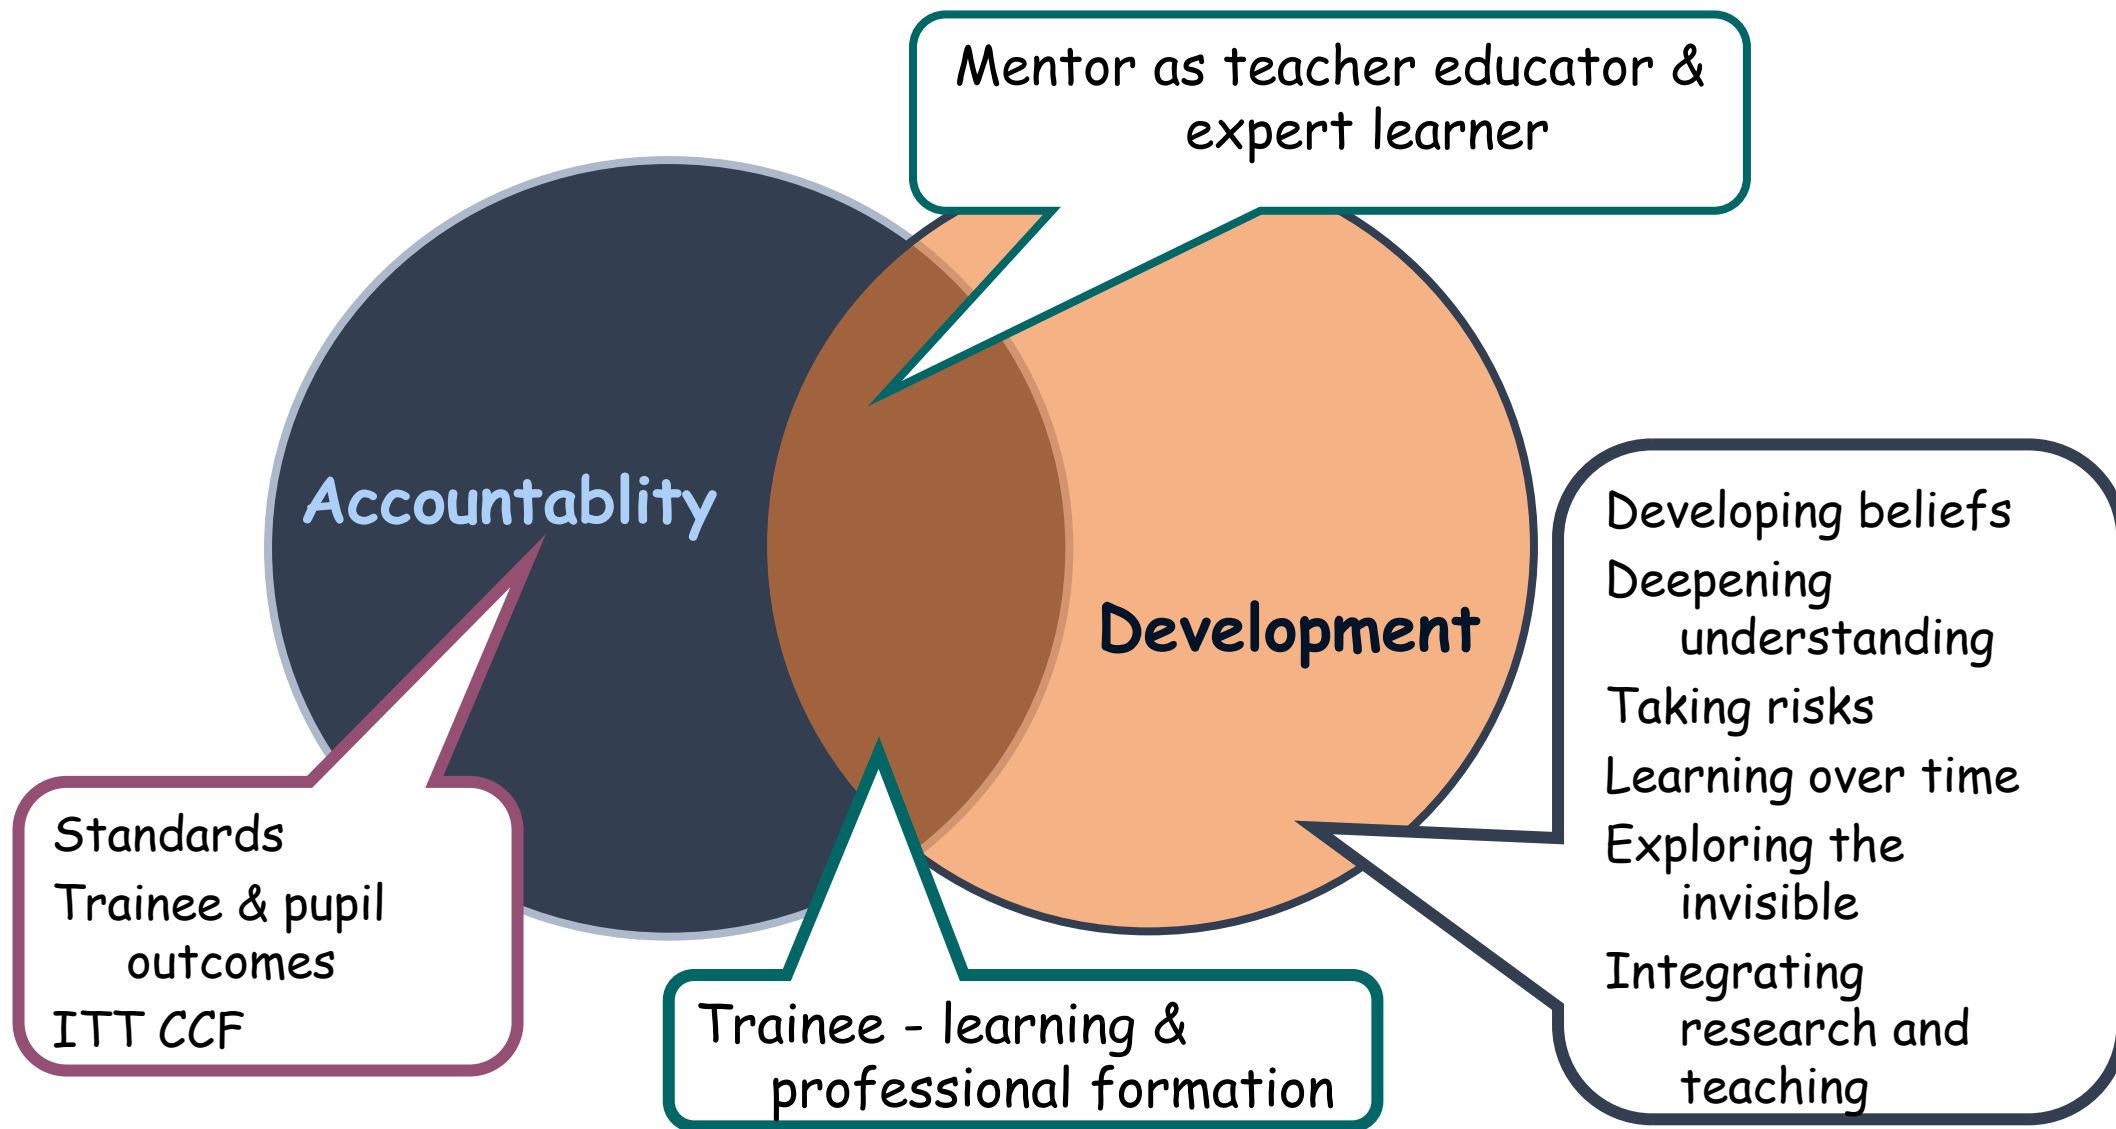 Mentor as teacher educator &
expert learner
Accountablity
Development
Standards
Trainee & pupil
outcomes
ITT CCF
Trainee - learning &
professional formation
Developing beliefs
Deepening
understanding
Taking risks
Learning over time
Exploring the
invisible
Integrating
research and
teaching